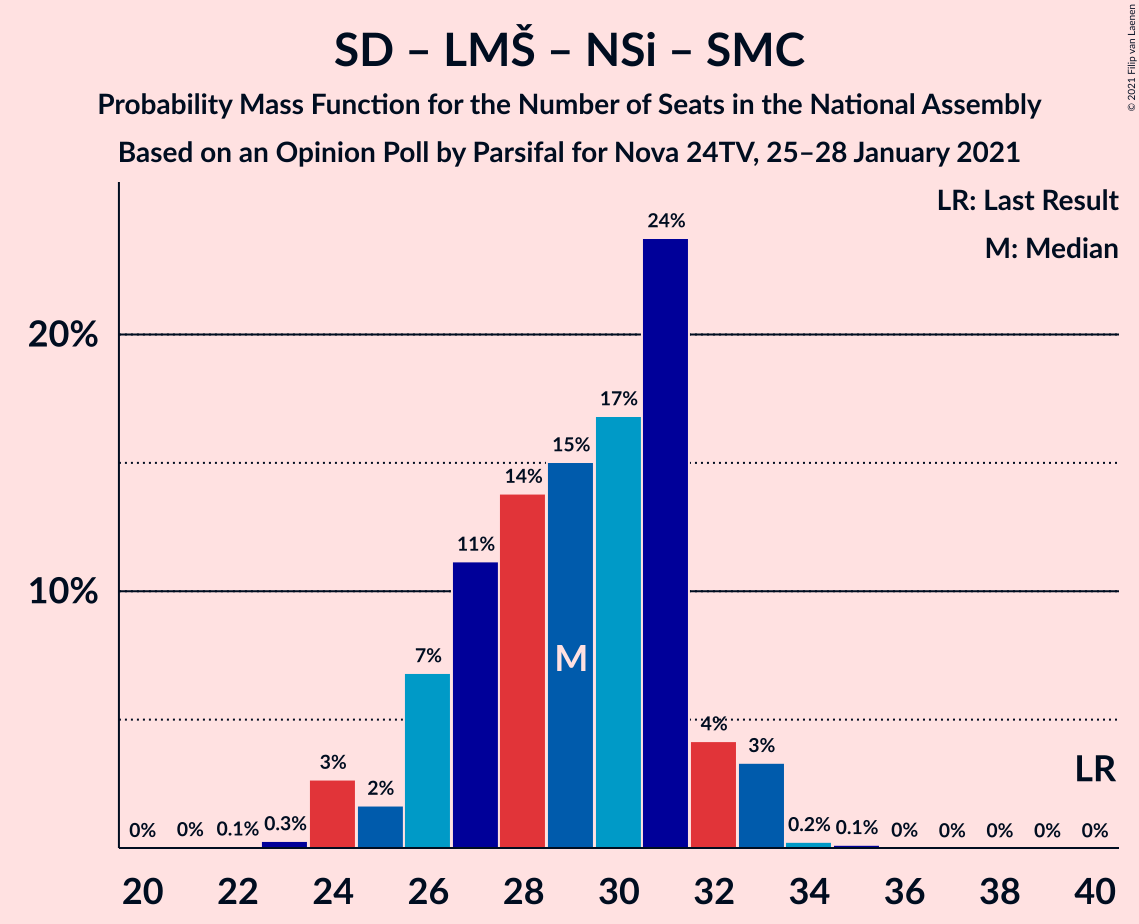 SD – LMŠ – NSi – SMC
Probability Mass Function for the Number of Seats in the National Assembly
Based on an Opinion Poll by Parsifal for Nova 24TV, 25–28 January 2021
© 2021 Filip van Laenen
LR: Last Result
M: Median
20%
10%
0%
0%
0.1%
0.3%
3%
2%
7%
11%
14%
15%
17%
24%
4%
3%
0.2%
0.1%
0%
0%
0%
0%
0%
M
LR
20 22 24 26 28 30 32 34 36 38 40